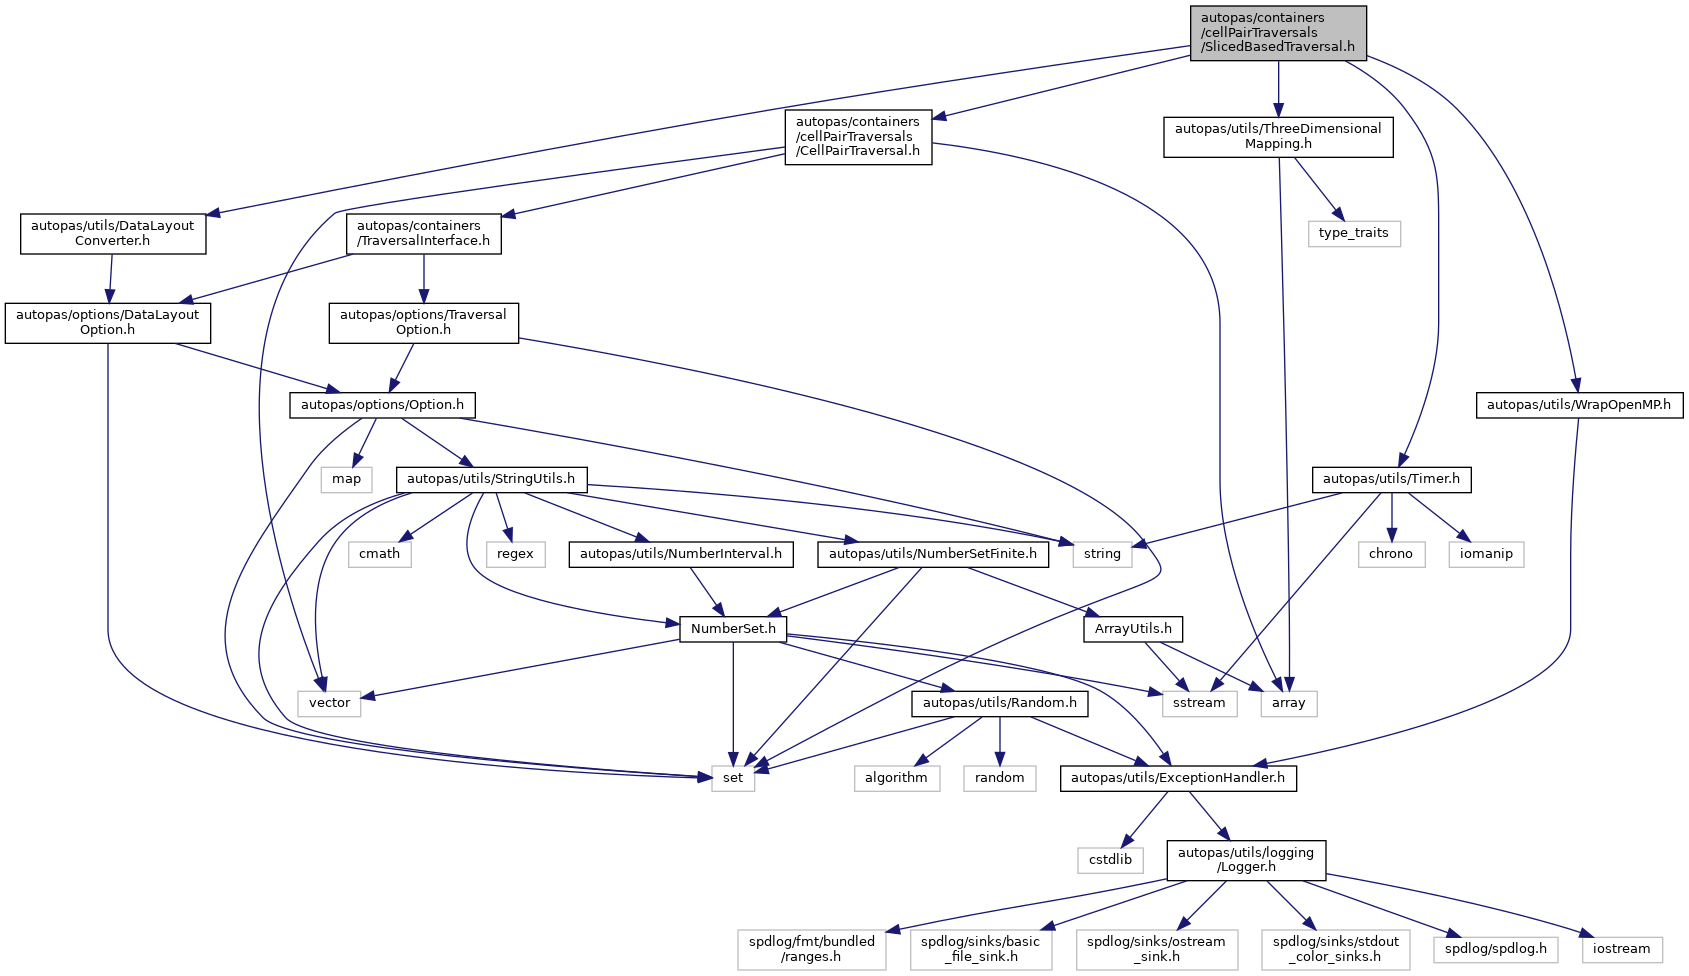 autopas/containers
/cellPairTraversals
/SlicedBasedTraversal.h
autopas/containers
/cellPairTraversals
/CellPairTraversal.h
autopas/utils/ThreeDimensional
Mapping.h
autopas/utils/DataLayout
Converter.h
autopas/containers
/TraversalInterface.h
type_traits
autopas/options/DataLayout
Option.h
autopas/options/Traversal
Option.h
autopas/options/Option.h
autopas/utils/WrapOpenMP.h
map
autopas/utils/StringUtils.h
autopas/utils/Timer.h
cmath
regex
autopas/utils/NumberInterval.h
autopas/utils/NumberSetFinite.h
string
chrono
iomanip
NumberSet.h
ArrayUtils.h
vector
autopas/utils/Random.h
sstream
array
set
algorithm
random
autopas/utils/ExceptionHandler.h
cstdlib
autopas/utils/logging
/Logger.h
spdlog/fmt/bundled
/ranges.h
spdlog/sinks/basic
_file_sink.h
spdlog/sinks/ostream
_sink.h
spdlog/sinks/stdout
_color_sinks.h
spdlog/spdlog.h
iostream